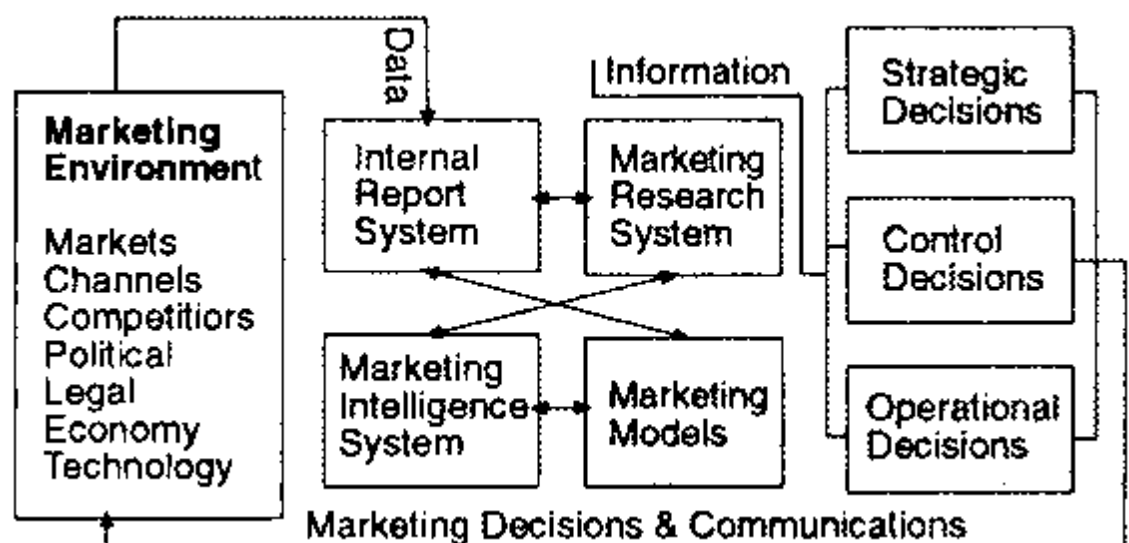 Marketing
Environment
Markets
Channels
Competitiors
Political
Legal
Economy
Technology
Data
Internal
Report
System
Marketing
Research
System
Marketing
Intelligence
System
Marketing
Models
Information
Strategic
Decisions
Control
Decisions
Operational
Decisions
Marketing Decisions & Communications